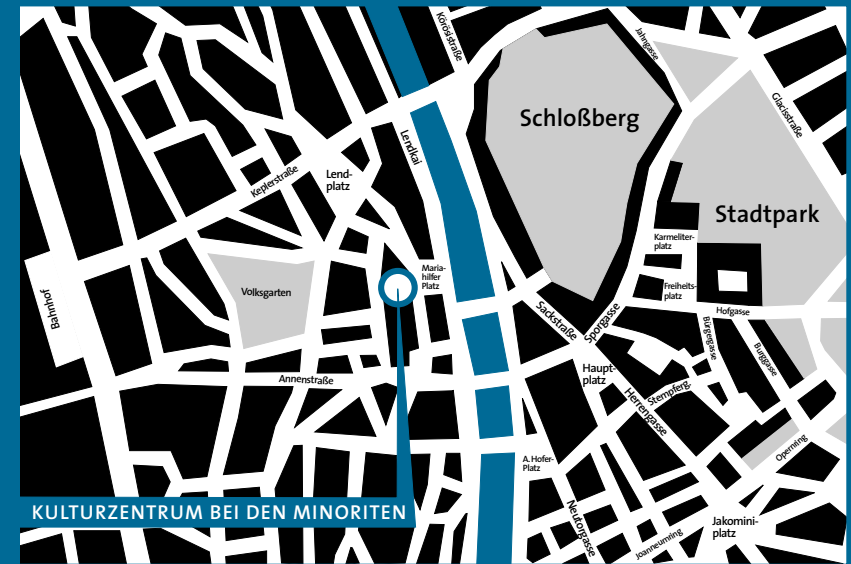 Körösistraße
Jahngasse
Glacisstraße
Schloßberg
Lendkai
Keplerstraße
Lend-
platz
Stadtpark
Karmeliter-
platz
Maria-
hilfer
Platz
Volksgarten
Bahnhof
Freiheits-
platz
Hofgasse
Sackstraße
Sporgasse
Bürgergasse
Burggasse
Haupt-
platz
Annenstraße
Stempferg.
Herrengasse
Opernring
A. Hofer-
Platz
KULTURZENTRUM BEI DEN MINORITEN
Neutorgasse
Jakomini-
platz
Joanneumring